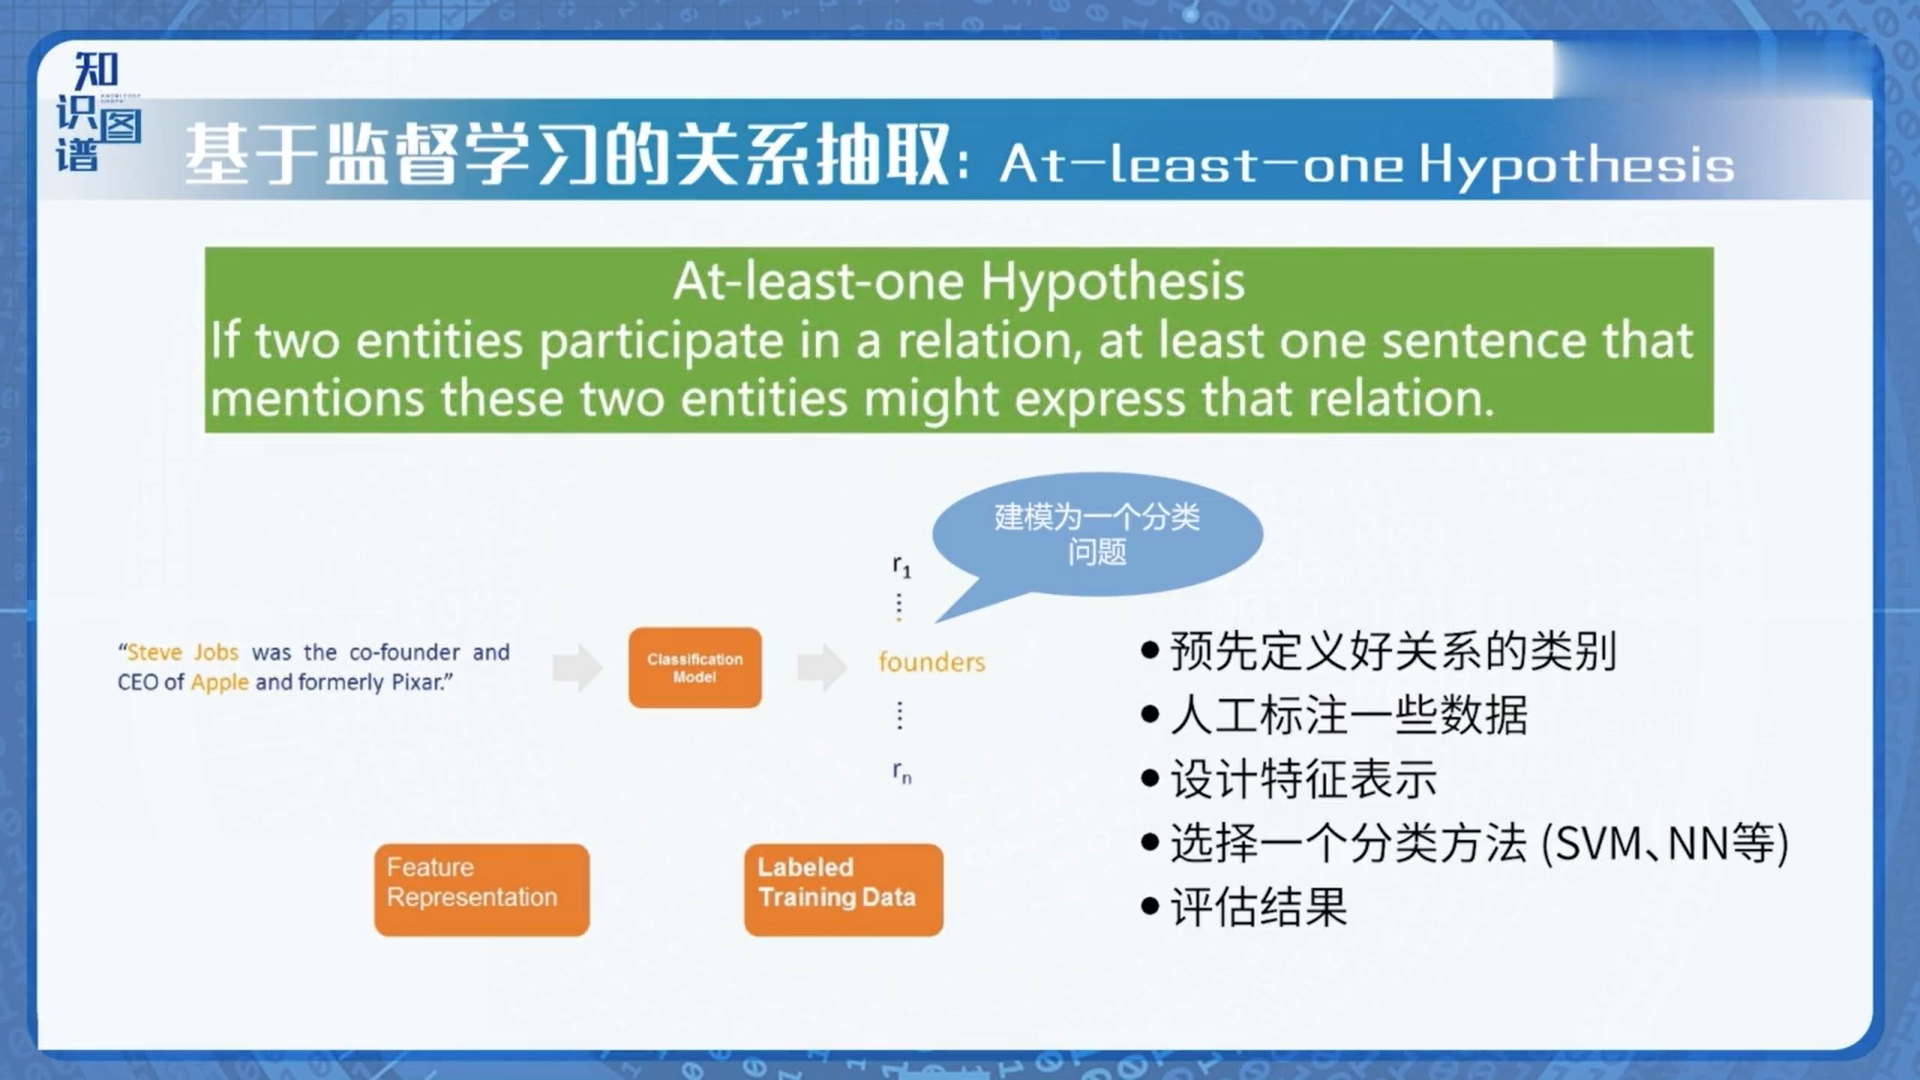 知识图谱
KNOWLEDGE GRAPH
基于监督学习的关系抽取: At-least-one Hypothesis
At-least-one Hypothesis
If two entities participate in a relation, at least one sentence that
mentions these two entities might express that relation.
建模为一个分类
问题
r1
“Steve Jobs was the co-founder and
CEO of Apple and formerly Pixar.”
Classification
Model
founders
rn
Feature
Representation
Labeled
Training Data
●预先定义好关系的类别
●人工标注一些数据
●设计特征表示
●选择一个分类方法 (SVM、NN等)
●评估结果